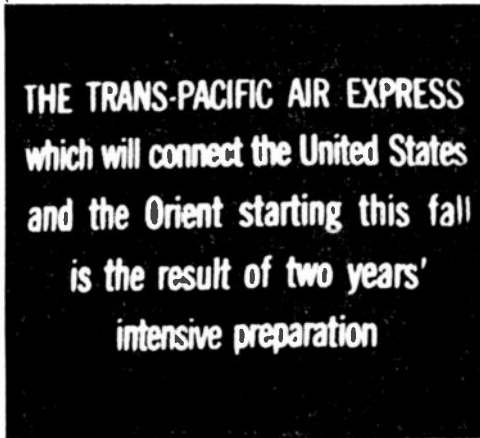 THE TRANS-PACIFIC AIR EXPRESS
which will connect the United States
and the Orient starting this fall
is the result of two years'
intensive preparation